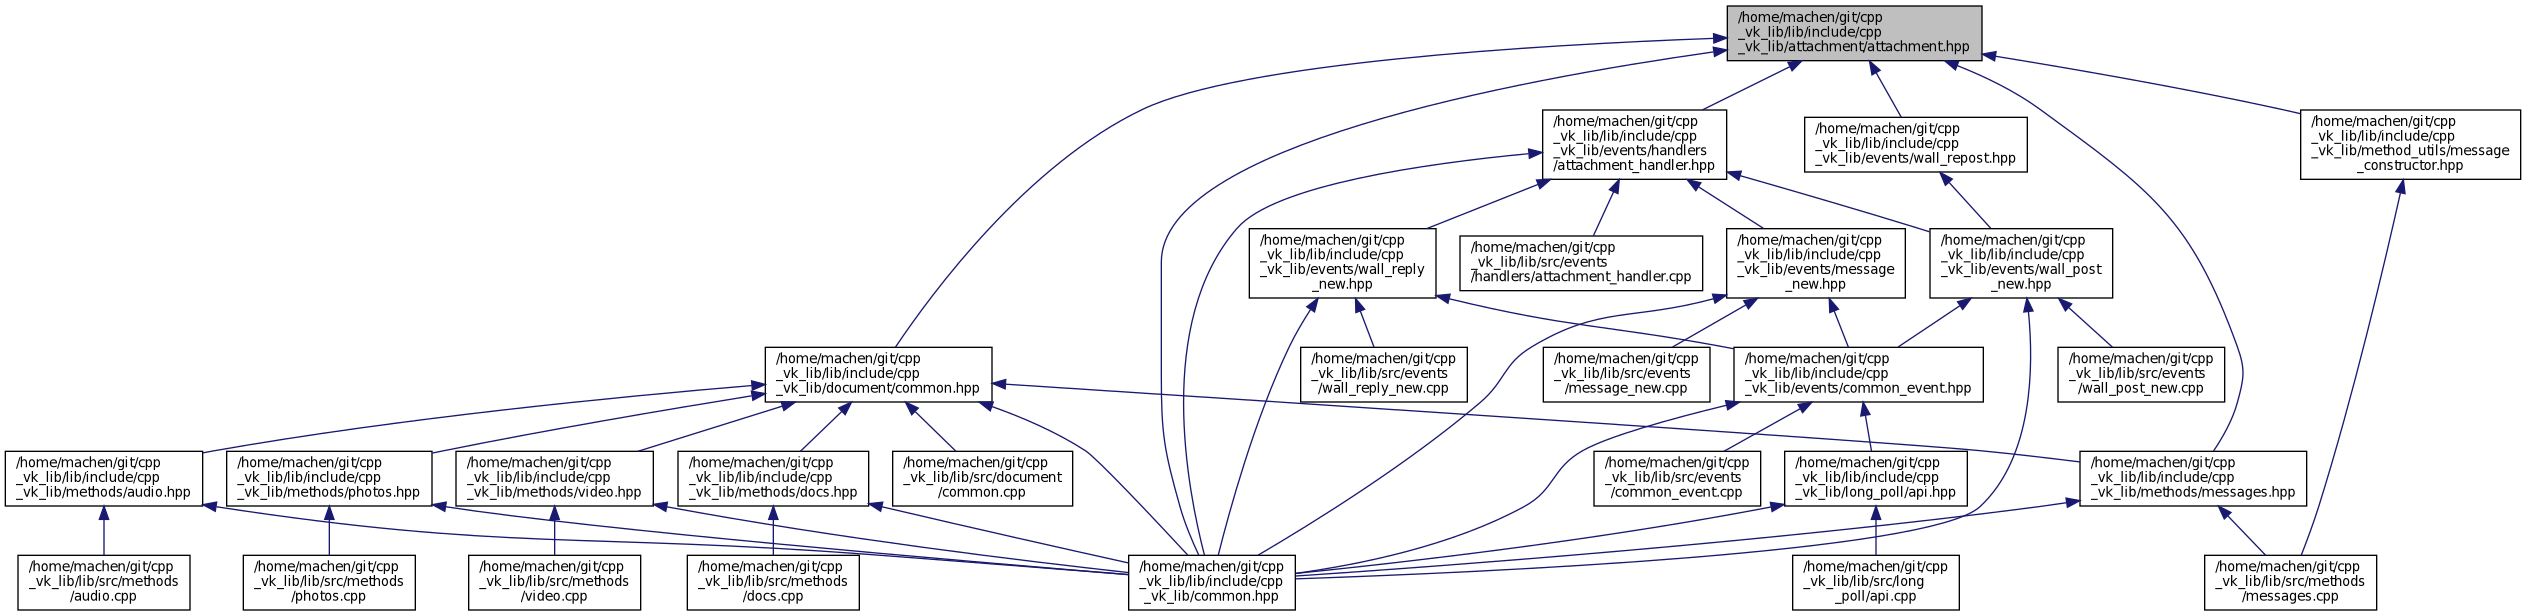 /home/machen/git/cpp
_vk_lib/lib/include/cpp
_vk_lib/attachment/attachment.hpp
/home/machen/git/cpp
_vk_lib/lib/include/cpp
_vk_lib/events/handlers
/attachment_handler.hpp
/home/machen/git/cpp
_vk_lib/lib/include/cpp
_vk_lib/events/wall_repost.hpp
/home/machen/git/cpp
_vk_lib/lib/include/cpp
_vk_lib/method_utils/message
_constructor.hpp
/home/machen/git/cpp
_vk_lib/lib/include/cpp
_vk_lib/events/wall_reply
_new.hpp
/home/machen/git/cpp
_vk_lib/lib/src/events
/handlers/attachment_handler.cpp
/home/machen/git/cpp
_vk_lib/lib/include/cpp
_vk_lib/events/message
_new.hpp
/home/machen/git/cpp
_vk_lib/lib/include/cpp
_vk_lib/events/wall_post
_new.hpp
/home/machen/git/cpp
_vk_lib/lib/include/cpp
_vk_lib/document/common.hpp
/home/machen/git/cpp
_vk_lib/lib/src/events
/wall_reply_new.cpp
/home/machen/git/cpp
_vk_lib/lib/src/events
/message_new.cpp
/home/machen/git/cpp
_vk_lib/lib/include/cpp
_vk_lib/events/common_event.hpp
/home/machen/git/cpp
_vk_lib/lib/src/events
/wall_post_new.cpp
/home/machen/git/cpp
_vk_lib/lib/include/cpp
_vk_lib/methods/audio.hpp
/home/machen/git/cpp
_vk_lib/lib/include/cpp
_vk_lib/methods/photos.hpp
/home/machen/git/cpp
_vk_lib/lib/include/cpp
_vk_lib/methods/video.hpp
/home/machen/git/cpp
_vk_lib/lib/include/cpp
_vk_lib/methods/docs.hpp
/home/machen/git/cpp
_vk_lib/lib/src/document
/common.cpp
/home/machen/git/cpp
_vk_lib/lib/src/events
/common_event.cpp
/home/machen/git/cpp
_vk_lib/lib/include/cpp
_vk_lib/long_poll/api.hpp
/home/machen/git/cpp
_vk_lib/lib/include/cpp
_vk_lib/methods/messages.hpp
/home/machen/git/cpp
_vk_lib/lib/src/methods
/audio.cpp
/home/machen/git/cpp
_vk_lib/lib/src/methods
/photos.cpp
/home/machen/git/cpp
_vk_lib/lib/src/methods
/video.cpp
/home/machen/git/cpp
_vk_lib/lib/src/methods
/docs.cpp
/home/machen/git/cpp
_vk_lib/lib/include/cpp
_vk_lib/common.hpp
/home/machen/git/cpp
_vk_lib/lib/src/long
_poll/api.cpp
/home/machen/git/cpp
_vk_lib/lib/src/methods
/messages.cpp